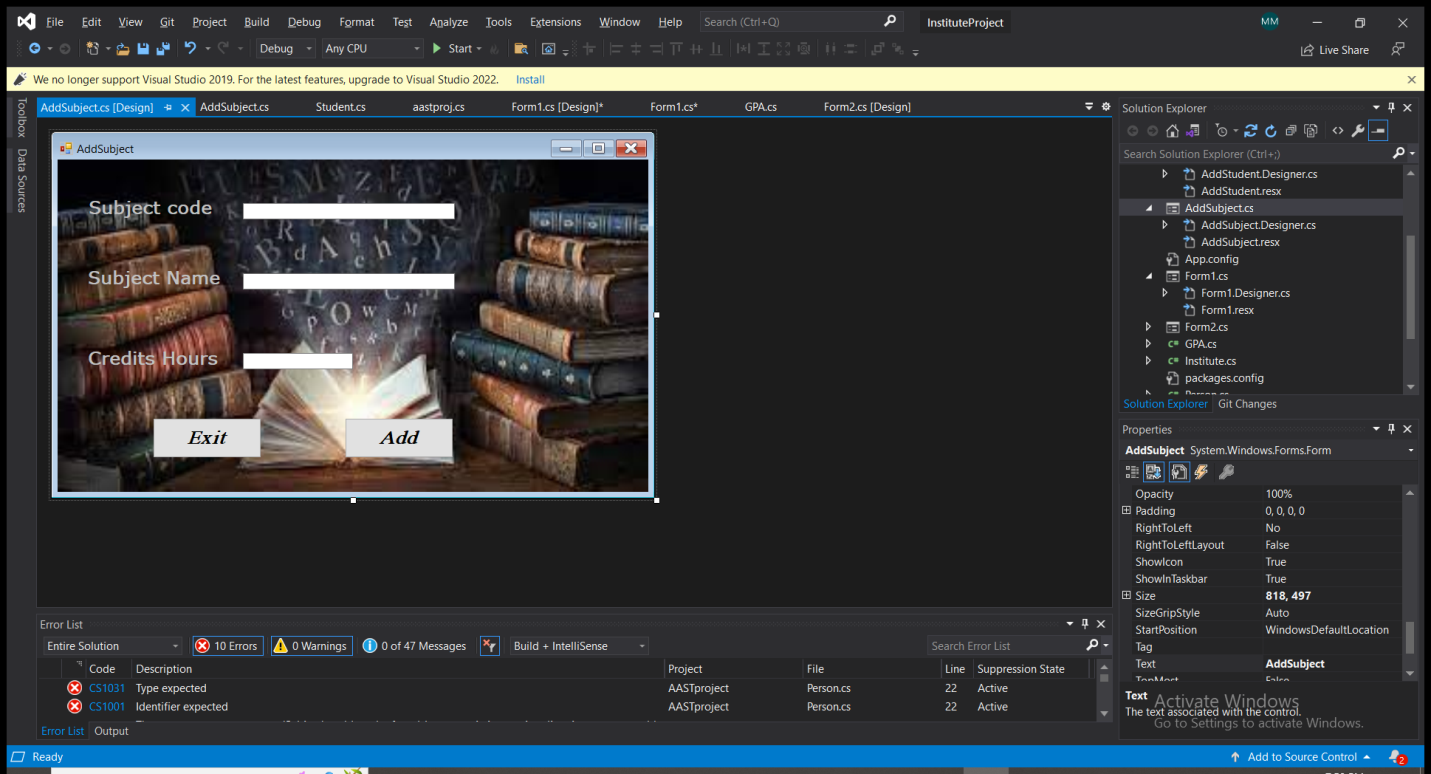 File Edit View Git Project Build Debug Format Test Analyze Tools Extensions Window Help Search (Ctrl+Q) InstituteProject MM
Debug Any CPU Start Live Share
We no longer support Visual Studio 2019. For the latest features, upgrade to Visual Studio 2022. Install
Toolbox
Data Sources
AddSubject.cs [Design] AddSubject.cs Student.cs aastproj.cs Form1.cs [Design]* Form1.cs* GPA.cs Form2.cs [Design]
AddSubject
Subject code
Subject Name
Credits Hours
Exit Add
Solution Explorer
Search Solution Explorer (Ctrl+;)
AddStudent.Designer.cs
AddStudent.resx
AddSubject.cs
AddSubject.Designer.cs
AddSubject.resx
App.config
Form1.cs
Form1.Designer.cs
Form1.resx
Form2.cs
GPA.cs
Institute.cs
packages.config
Person.cs
Solution Explorer Git Changes
Properties
AddSubject System.Windows.Forms.Form
Opacity 100%
Padding 0, 0, 0, 0
RightToLeft No
RightToLeftLayout False
ShowIcon True
ShowInTaskbar True
Size 818, 497
SizeGripStyle Auto
StartPosition WindowsDefaultLocation
Tag
Text AddSubject
TopMost False
Text
The text associated with the control.
Activate Windows
Go to Settings to activate Windows.
Error List
Entire Solution 10 Errors 0 Warnings 0 of 47 Messages Build + IntelliSense Search Error List
Code Description Project File Line Suppression State
CS1031 Type expected AASTproject Person.cs 22 Active
CS1001 Identifier expected AASTproject Person.cs 22 Active
Error List Output
Ready Add to Source Control 2